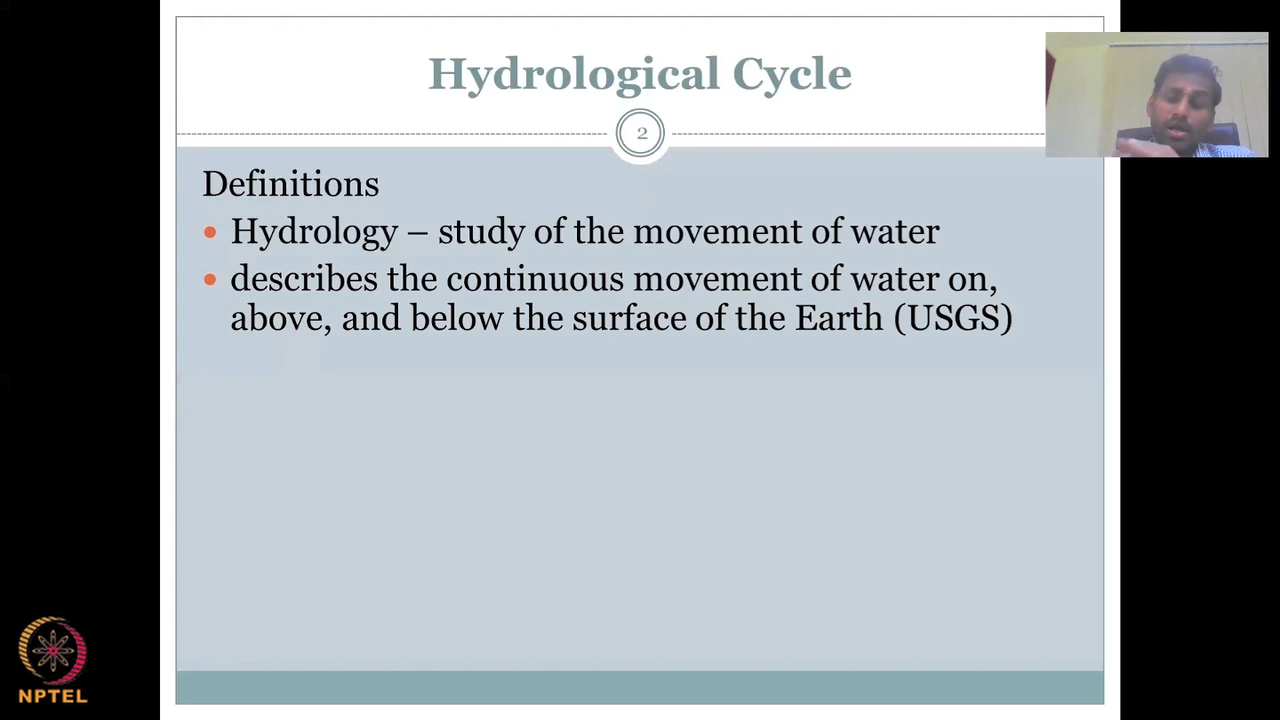 Hydrological Cycle
2
Definitions
• Hydrology – study of the movement of water
• describes the continuous movement of water on,
above, and below the surface of the Earth (USGS)
NPTEL